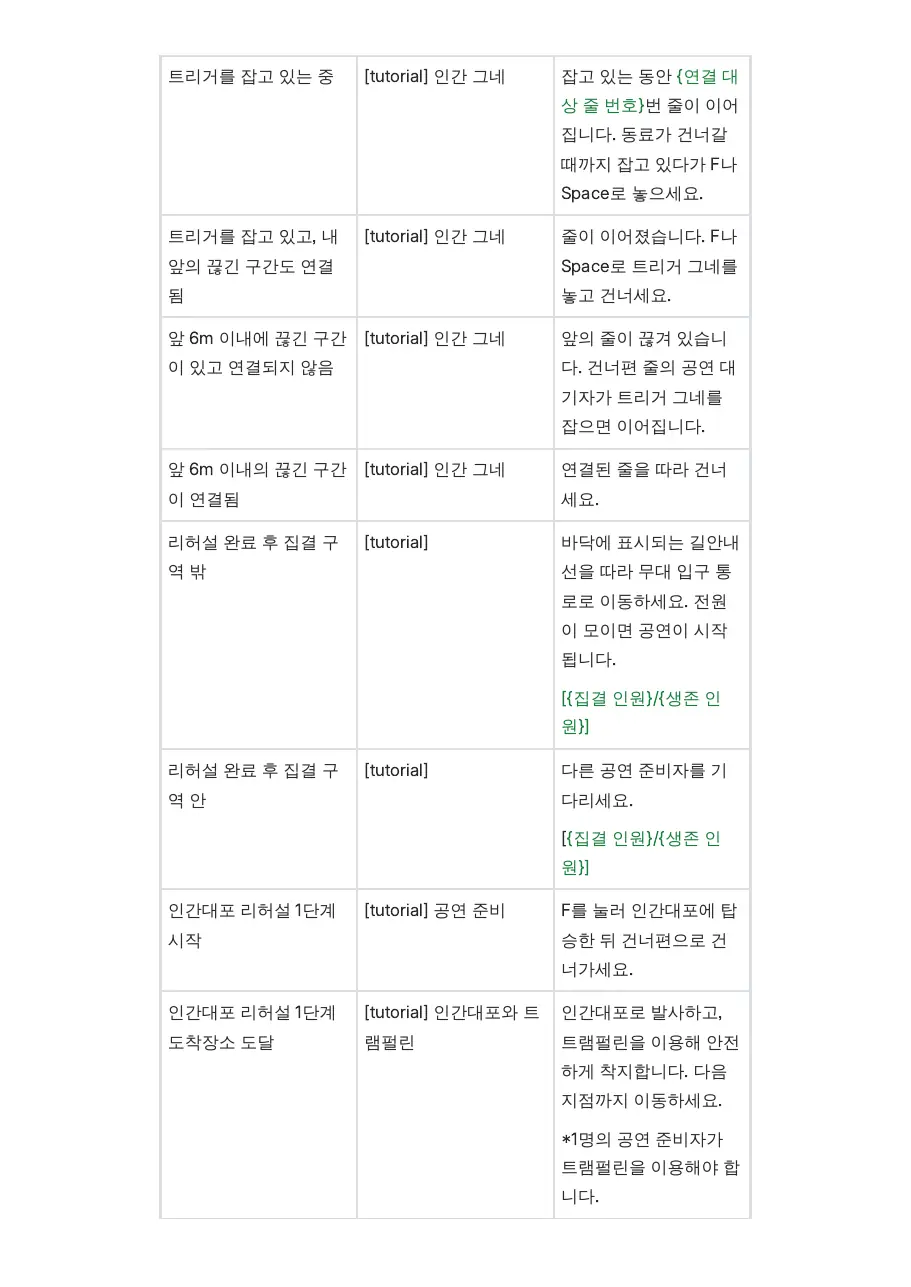 트리거를 잡고 있는 중
[tutorial] 인간 그네
잡고 있는 동안 {연결 대
상 줄 번호}번 줄이 이어
집니다. 동료가 건너갈
때까지 잡고 있다가 F나
Space로 놓으세요.
트리거를 잡고 있고, 내
앞의 끊긴 구간도 연결
됨
[tutorial] 인간 그네
줄이 이어졌습니다. F나
Space로 트리거 그네를
놓고 건너세요.
앞 6m 이내에 끊긴 구간
이 있고 연결되지 않음
[tutorial] 인간 그네
앞의 줄이 끊겨 있습니
다. 건너편 줄의 공연 대
기자가 트리거 그네를
잡으면 이어집니다.
앞 6m 이내의 끊긴 구간
이 연결됨
[tutorial] 인간 그네
연결된 줄을 따라 건너
세요.
리허설 완료 후 집결 구
역 밖
[tutorial]
바닥에 표시되는 길안내
선을 따라 무대 입구 통
로로 이동하세요. 전원
이 모이면 공연이 시작
됩니다.
[{집결 인원}/{생존 인
원}]
리허설 완료 후 집결 구
역 안
[tutorial]
다른 공연 준비자를 기
다리세요.
[{집결 인원}/{생존 인
원}]
인간대포 리허설 1단계
시작
[tutorial] 공연 준비
F를 눌러 인간대포에 탑
승한 뒤 건너편으로 건
너가세요.
인간대포 리허설 1단계
도착장소 도달
[tutorial] 인간대포와 트
램펄린
인간대포로 발사하고,
트램펄린을 이용해 안전
하게 착지합니다. 다음
지점까지 이동하세요.
*1명의 공연 준비자가
트램펄린을 이용해야 합
니다.